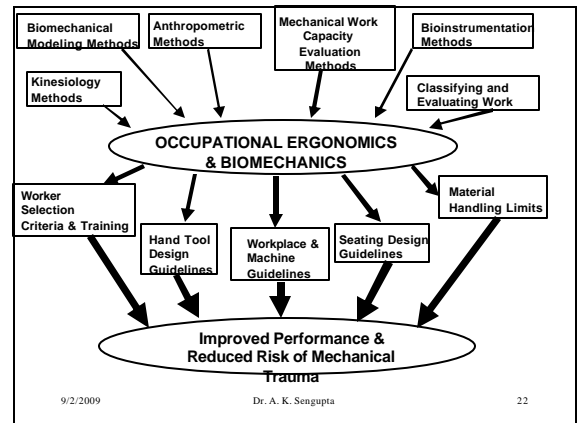 Biomechanical
Modeling Methods
Anthropometric
Methods
Mechanical Work
Capacity
Evaluation
Methods
Bioinstrumentation
Methods
Kinesiology
Methods
Classifying and
Evaluating Work
OCCUPATIONAL ERGONOMICS
& BIOMECHANICS
Worker
Selection
Criteria & Training
Hand Tool
Design
Guidelines
Workplace &
Machine
Guidelines
Seating Design
Guidelines
Material
Handling Limits
Improved Performance &
Reduced Risk of Mechanical
Trauma
9/2/2009
Dr. A. K. Sengupta
22